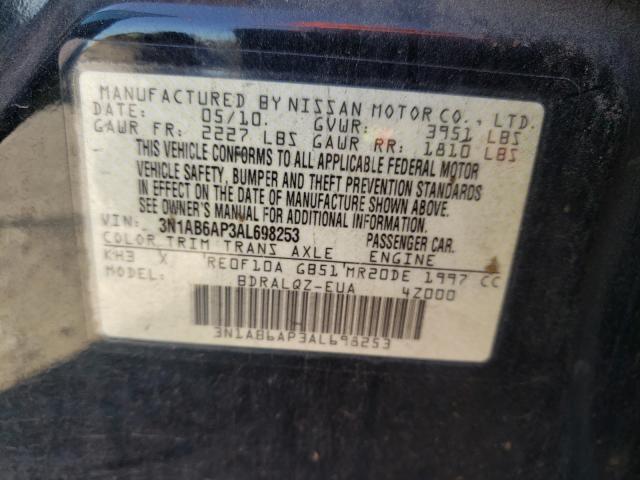 MANUFACTURED BY NISSAN MOTOR CO., LTD.
DATE: 05/10. GVWR: 3951 LBS
GAWR FR: 2227 LBS GAWR RR: 1810 LBS
THIS VEHICLE CONFORMS TO ALL APPLICABLE FEDERAL MOTOR
VEHICLE SAFETY, BUMPER AND THEFT PREVENTION STANDARDS
IN EFFECT ON THE DATE OF MANUFACTURE SHOWN ABOVE.
SEE OWNER'S MANUAL FOR ADDITIONAL INFORMATION.
VIN: 3N1AB6AP3AL698253 PASSENGER CAR.
COLOR TRIM TRANS AXLE ENGINE
KH3 X RE0F10A GB51 MR20DE 1997 CC
MODEL: BDRALQZ-EUA 4Z000
3N1AB6AP3AL698253